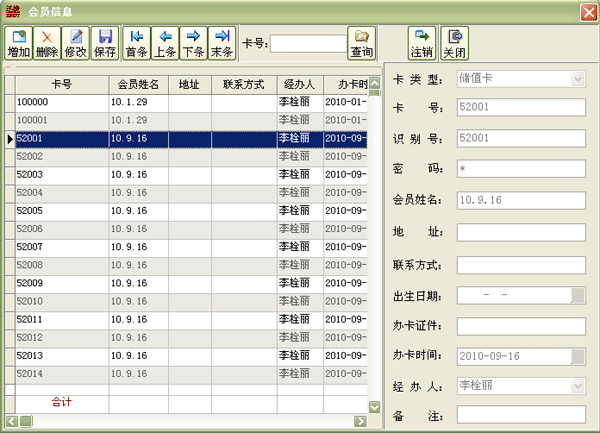 会员信息
增加 删除 修改 保存 首条 上条 下条 末条 卡号: 查询 注销 关闭
卡号 会员姓名 地址 联系方式 经办人 办卡时
100000 10.1.29 李栓丽 2010-01-
100001 10.1.29 李栓丽 2010-01-
52001 10.9.16 李栓丽 2010-09-
52002 10.9.16 李栓丽 2010-09-
52003 10.9.16 李栓丽 2010-09-
52004 10.9.16 李栓丽 2010-09-
52005 10.9.16 李栓丽 2010-09-
52006 10.9.16 李栓丽 2010-09-
52007 10.9.16 李栓丽 2010-09-
52008 10.9.16 李栓丽 2010-09-
52009 10.9.16 李栓丽 2010-09-
52010 10.9.16 李栓丽 2010-09-
52011 10.9.16 李栓丽 2010-09-
52012 10.9.16 李栓丽 2010-09-
52013 10.9.16 李栓丽 2010-09-
52014 10.9.16 李栓丽 2010-09-
合计
卡 类 型: 储值卡
卡 号: 52001
识 别 号: 52001
密 码: *
会员姓名: 10.9.16
地 址:
联系方式:
出生日期: - -
办卡证件:
办卡时间: 2010-09-16
经 办 人: 李栓丽
备 注: